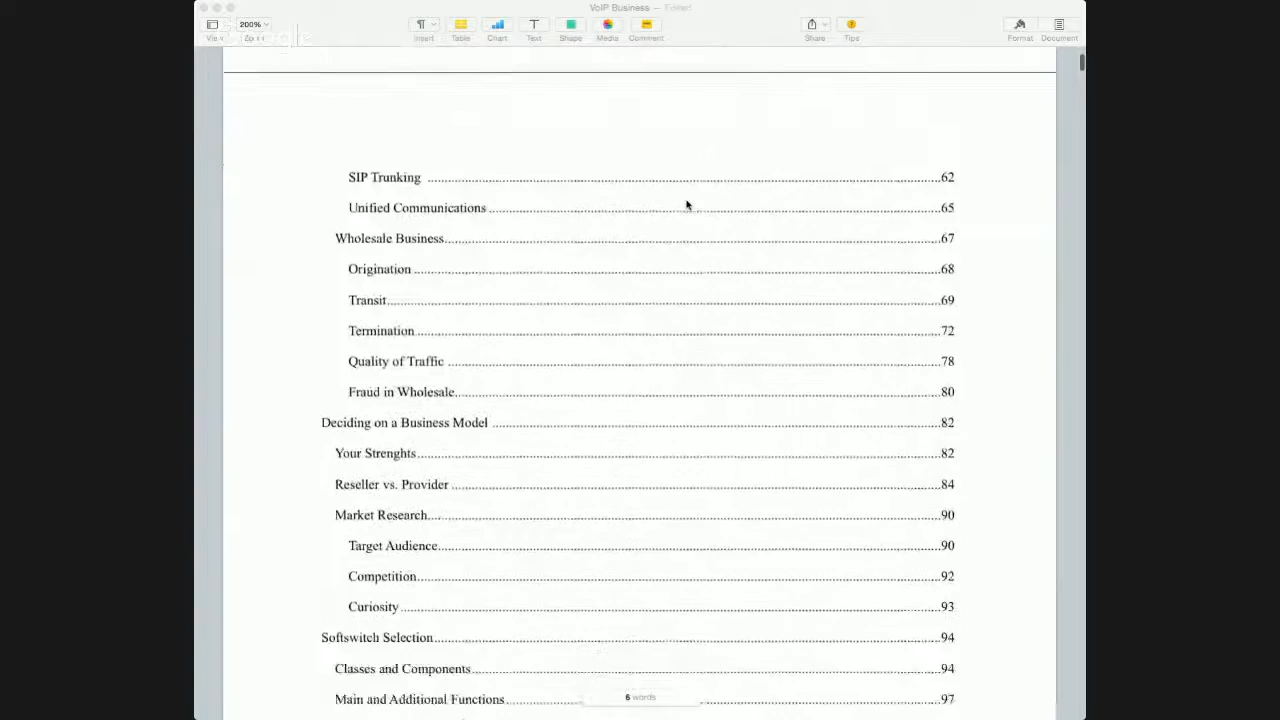 VoIP Business — Edited
200%
View Zoom Insert Table Chart Text Shape Media Comment Share Tips Format Document
SIP Trunking ........ 62
Unified Communications ........ 65
Wholesale Business ........ 67
Origination ........ 68
Transit ........ 69
Termination ........ 72
Quality of Traffic ........ 78
Fraud in Wholesale ........ 80
Deciding on a Business Model ........ 82
Your Strenghts ........ 82
Reseller vs. Provider ........ 84
Market Research ........ 90
Target Audience ........ 90
Competition ........ 92
Curiosity ........ 93
Softswitch Selection ........ 94
Classes and Components ........ 94
Main and Additional Functions ........ 97
6 words